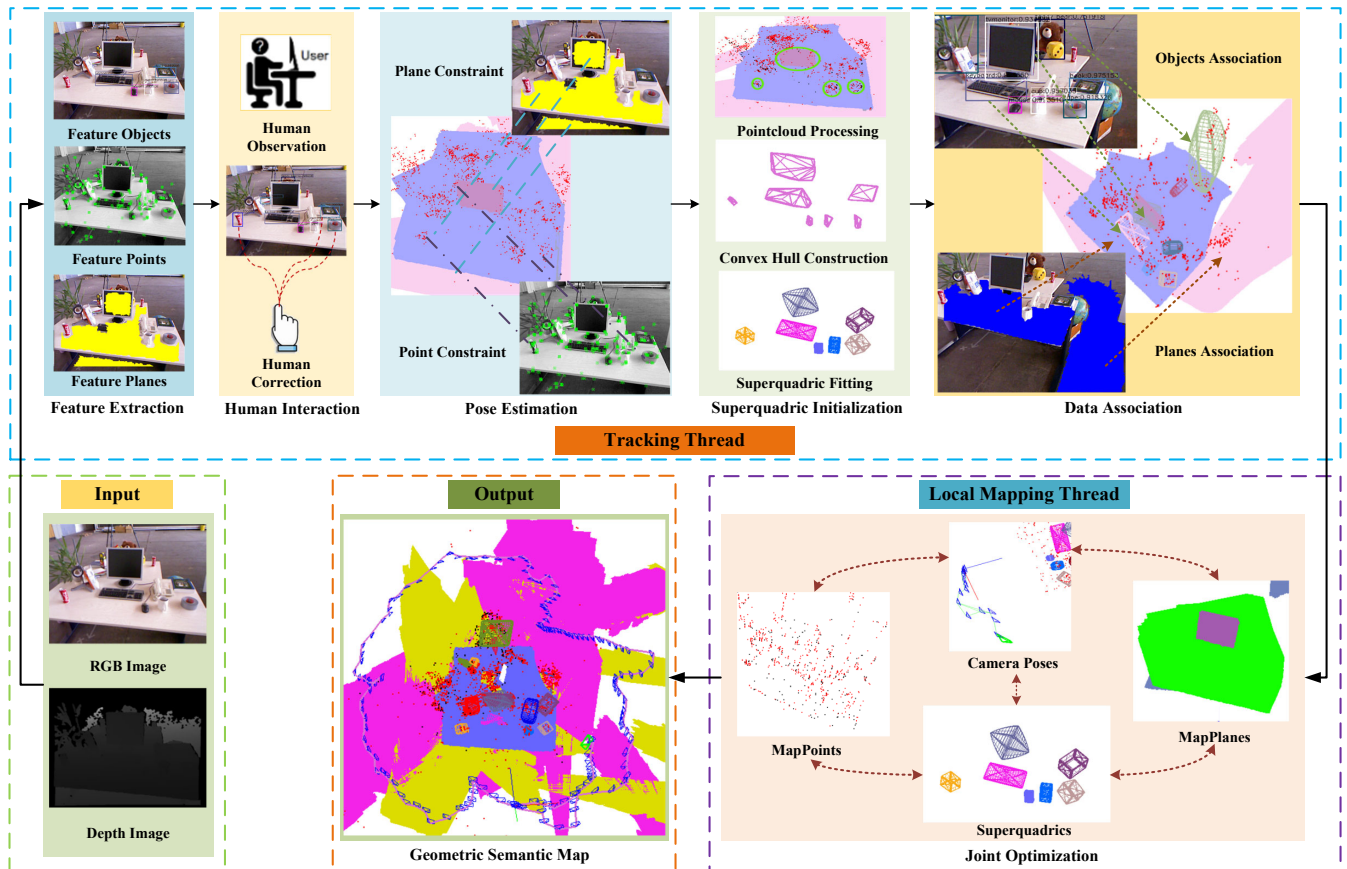 Feature Objects
Feature Points
Feature Planes
Feature Extraction
User
Human
Observation
Human
Correction
Human Interaction
Plane Constraint
Point Constraint
Pose Estimation
Pointcloud Processing
Convex Hull Construction
Superquadric Fitting
Superquadric Initialization
Objects Association
Planes Association
Data Association
Tracking Thread
Input
RGB Image
Depth Image
Output
Geometric Semantic Map
Local Mapping Thread
Camera Poses
MapPoints
MapPlanes
Superquadrics
Joint Optimization